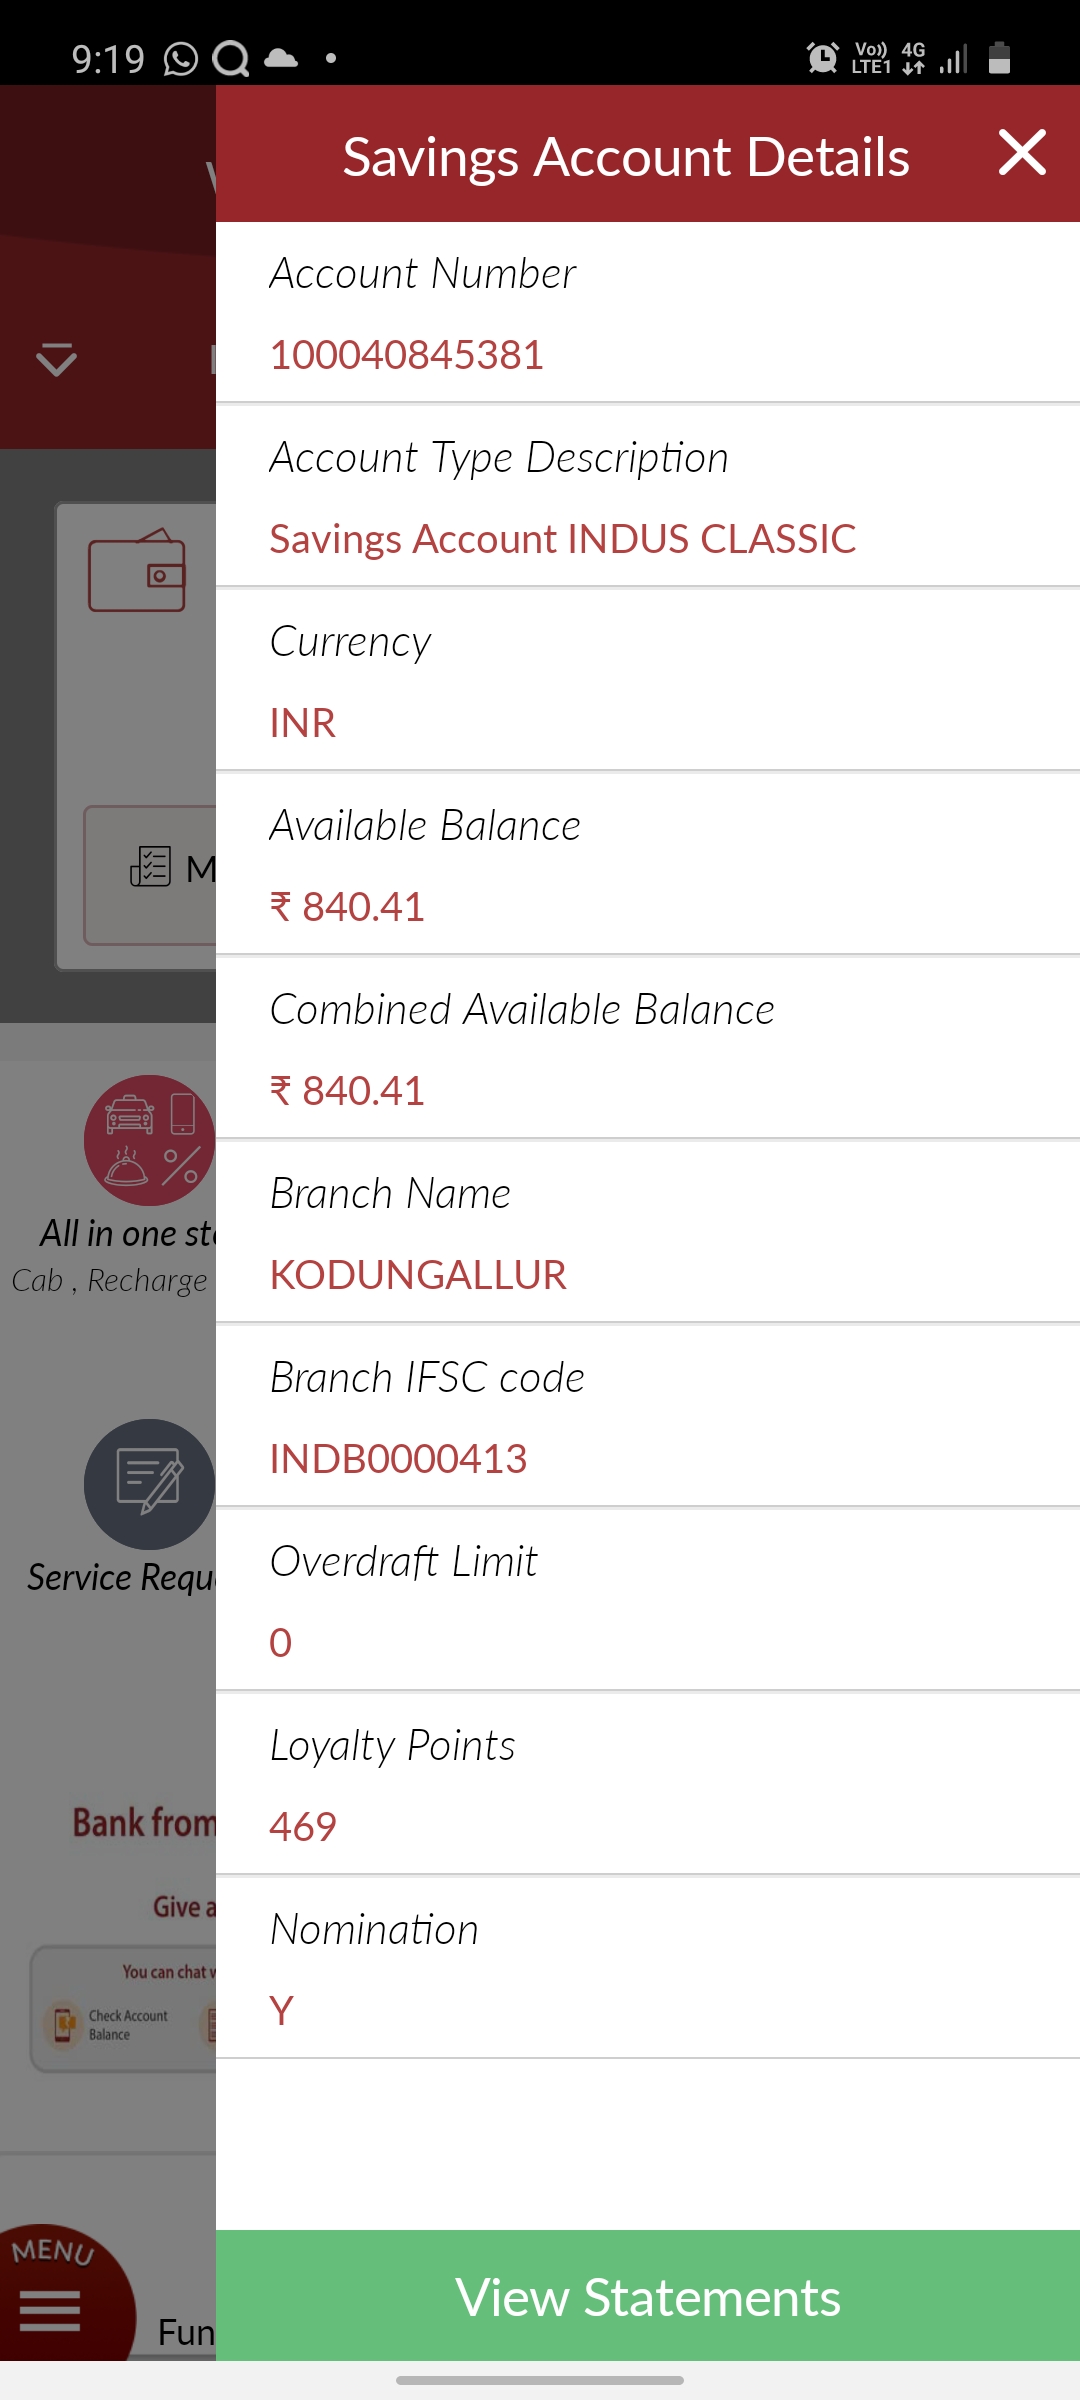 9:19
Vo)) LTE1 4G
Savings Account Details
Account Number
100040845381
Account Type Description
Savings Account INDUS CLASSIC
Currency
INR
Available Balance
₹ 840.41
M
Combined Available Balance
₹ 840.41
Branch Name
All in one sto
KODUNGALLUR
Cab , Recharge
Branch IFSC code
INDB0000413
Overdraft Limit
Service Requ
0
Loyalty Points
469
Bank from
Give a
Nomination
You can chat w
Y
Check Account
Balance
MENU
View Statements
Fun